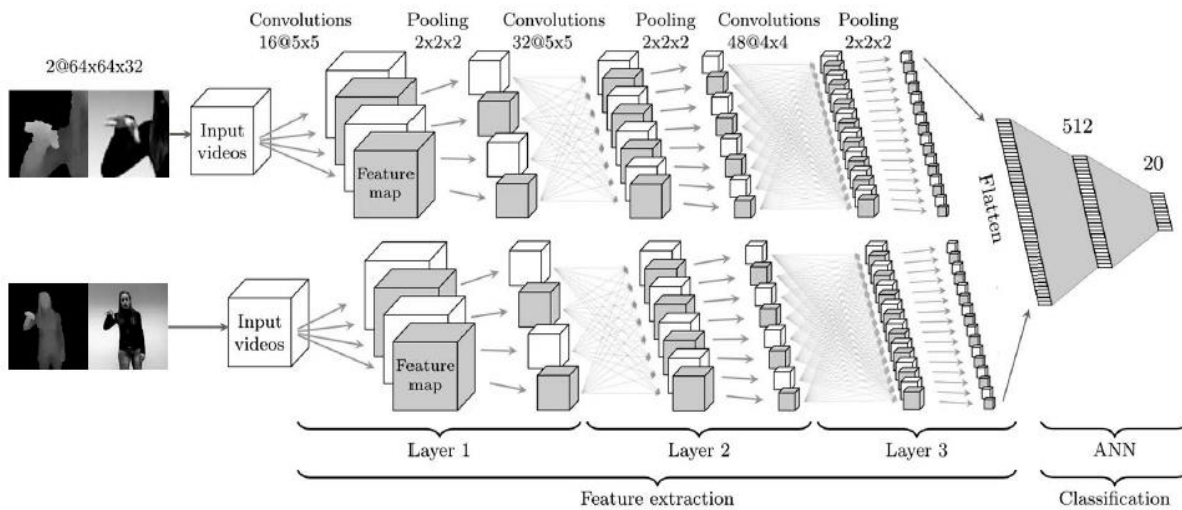 Convolutions Pooling Convolutions Pooling Convolutions Pooling
16@5x5 2x2x2 32@5x5 2x2x2 48@4x4 2x2x2
2@64x64x32
Input
videos
Feature
map
512
20
Flatten
Input
videos
Feature
map
Layer 1 Layer 2 Layer 3 ANN
Feature extraction Classification